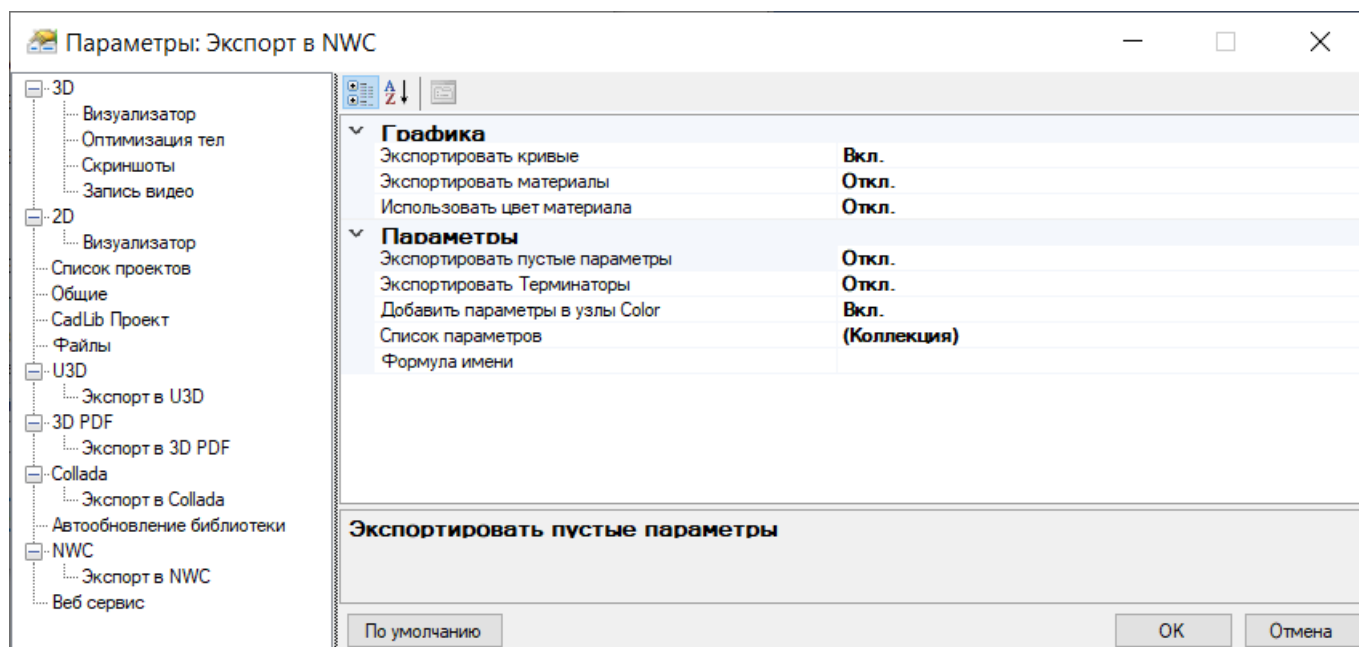 Параметры: Экспорт в NWC
3D
Визуализатор
Оптимизация тел
Скриншоты
Запись видео
2D
Визуализатор
Список проектов
Общие
CadLib Проект
Файлы
U3D
Экспорт в U3D
3D PDF
Экспорт в 3D PDF
Collada
Экспорт в Collada
Автообновление библиотеки
NWC
Экспорт в NWC
Веб сервис
AZ
Графика
Экспортировать кривые Вкл.
Экспортировать материалы Откл.
Использовать цвет материала Откл.
Параметры
Экспортировать пустые параметры Откл.
Экспортировать Терминаторы Откл.
Добавить параметры в узлы Color Вкл.
Список параметров (Коллекция)
Формула имени
Экспортировать пустые параметры
По умолчанию OK Отмена